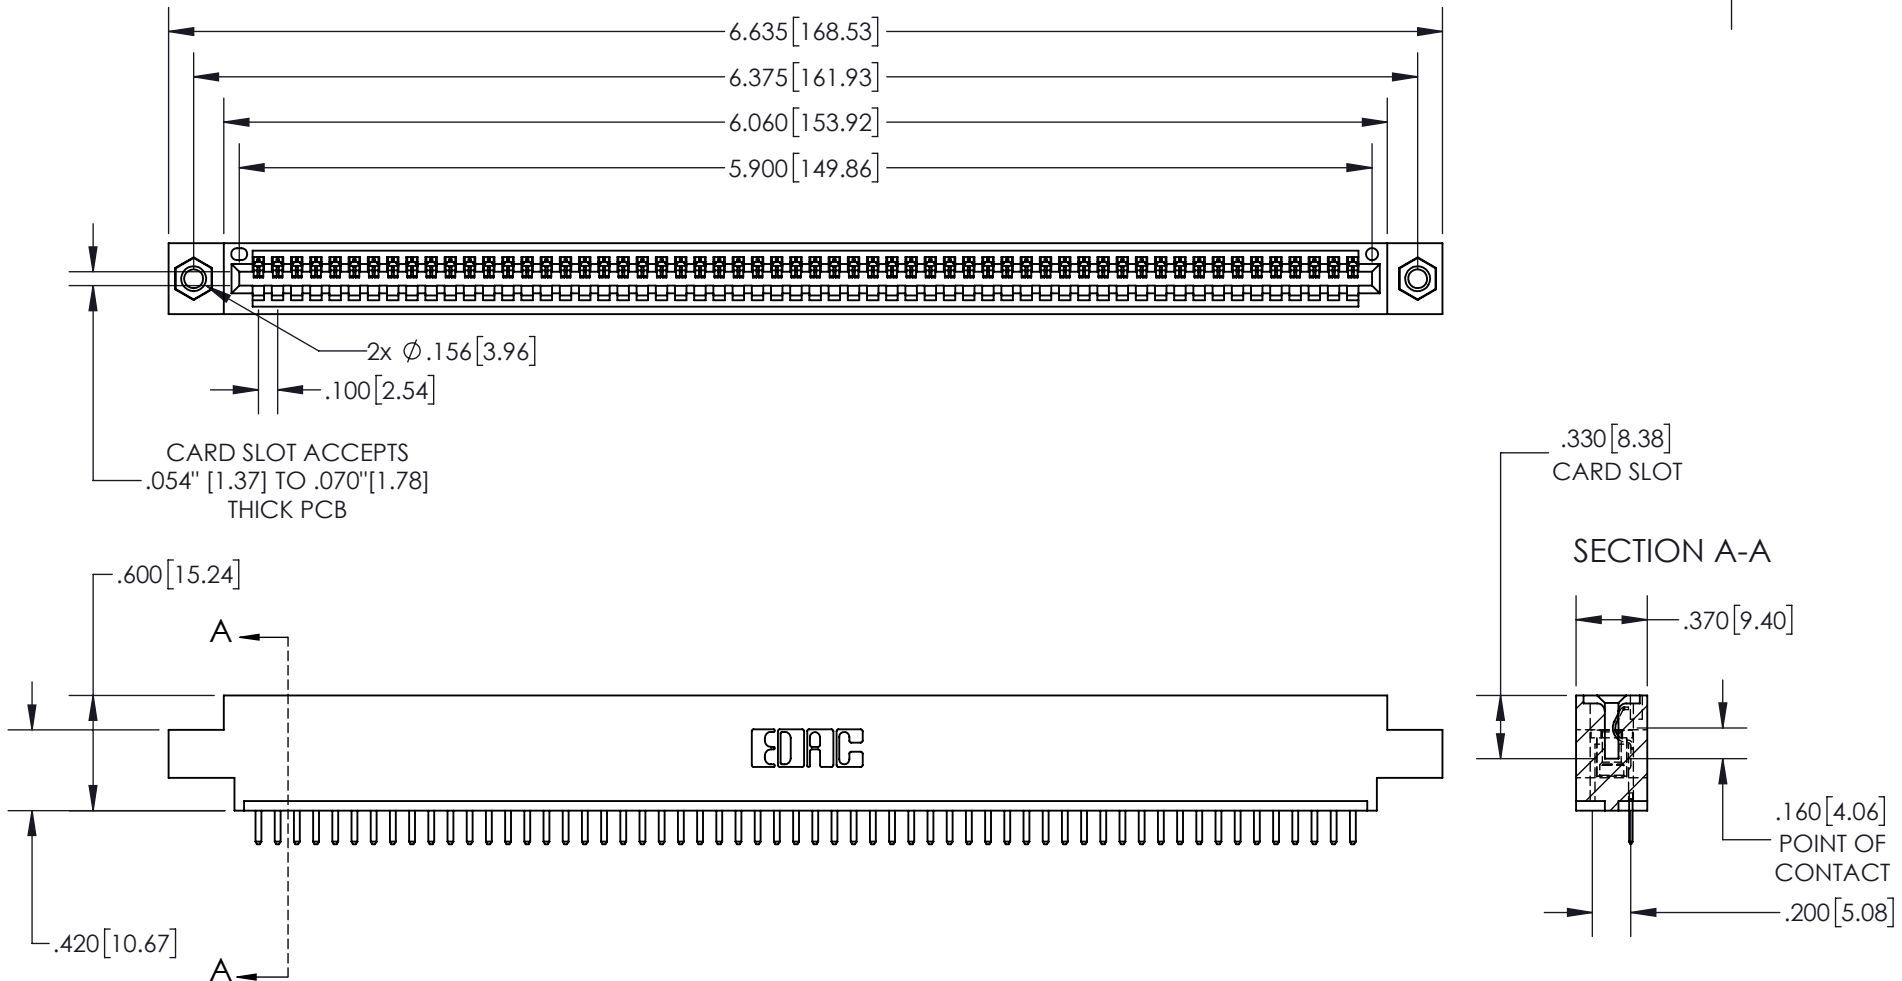 6.635[168.53]
6.375[161.93]
6.060[153.92]
5.900[149.86]
2x Ø.156[3.96]
.100[2.54]
CARD SLOT ACCEPTS
.054" [1.37] TO .070"[1.78]
THICK PCB
.330[8.38]
CARD SLOT
SECTION A-A
.600[15.24]
.370[9.40]
A
EDAC
.160[4.06]
POINT OF
CONTACT
.200[5.08]
.420[10.67]
A